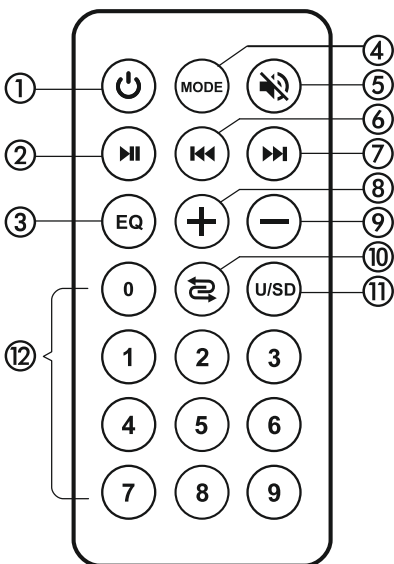 ④
① MODE ⑤
⑥
② ⑦
⑧
③ EQ ⑨
⑩
0 U/SD ⑪
⑫ 1 2 3
4 5 6
7 8 9